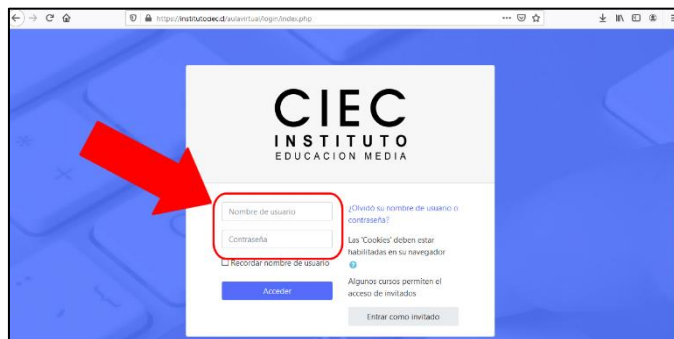 https://institutociec.cl/aulavirtual/login/index.php
CIEC
INSTITUTO
EDUCACION MEDIA
Nombre de usuario
Contraseña
Recordar nombre de usuario
Acceder
¿Olvidó su nombre de usuario o
contraseña?
Las 'Cookies' deben estar
habilitadas en su navegador
Algunos cursos permiten el
acceso de invitados
Entrar como invitado